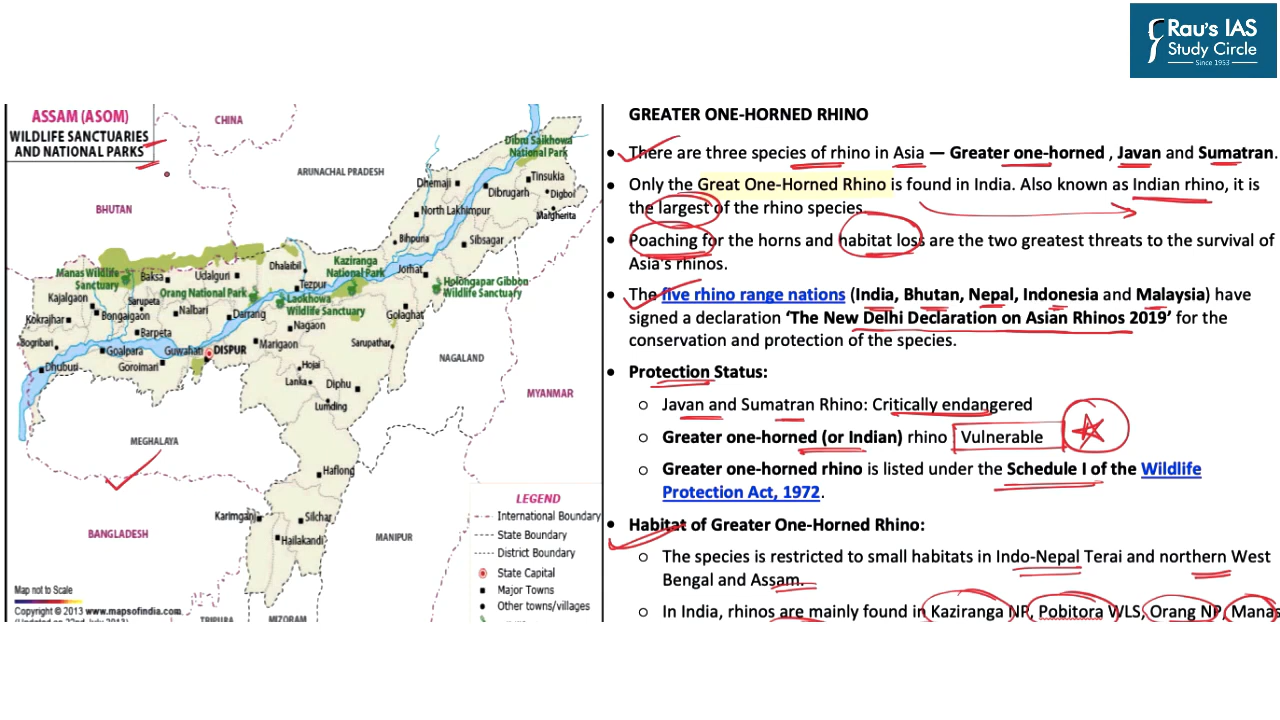 Rau's IAS
Study Circle
Since 1953
ASSAM (ASOM)
WILDLIFE SANCTUARIES
AND NATIONAL PARKS
CHINA
ARUNACHAL PRADESH
BHUTAN
Dibru Saikhowa
National Park
Tinsukia
Dhemaji
Dibrugarh
Digboi
North Lakhimpur
Margherita
Bihpuria
Sibsagar
Manas Wildlife
Sanctuary
Baksa
Udalguri
Dhalaibil
Kaziranga
National Park
Jorhat
Tezpur
Orang National Park
Holongapar Gibbon
Wildlife Sanctuary
Kajalgaon
Sarupeta
Laokhowa
Wildlife Sanctuary
Bongaigaon
Nalbari
Darrang
Golaghat
Kokrajhar
Barpeta
Nagaon
Bogribari
Goalpara
Guwahati
DISPUR
Marigaon
Sarupathar
Dhuburi
Goroimari
Hojai
NAGALAND
Lanka
Diphu
Lumding
MYANMAR
MEGHALAYA
Haflong
Karimganj
Silchar
BANGLADESH
Hailakandi
MANIPUR
LEGEND
International Boundary
State Boundary
District Boundary
State Capital
Major Towns
Other towns/villages
Map not to Scale
Copyright © 2013 www.mapsofindia.com
(Updated on 22nd July 2013)
TRIPURA
MIZORAM
GREATER ONE-HORNED RHINO
• There are three species of rhino in Asia — Greater one-horned , Javan and Sumatran.
• Only the Great One-Horned Rhino is found in India. Also known as Indian rhino, it is
the largest of the rhino species.
• Poaching for the horns and habitat loss are the two greatest threats to the survival of
Asia's rhinos.
• The five rhino range nations (India, Bhutan, Nepal, Indonesia and Malaysia) have
signed a declaration ‘The New Delhi Declaration on Asian Rhinos 2019’ for the
conservation and protection of the species.
• Protection Status:
o Javan and Sumatran Rhino: Critically endangered
o Greater one-horned (or Indian) rhino Vulnerable
o Greater one-horned rhino is listed under the Schedule I of the Wildlife
Protection Act, 1972.
• Habitat of Greater One-Horned Rhino:
o The species is restricted to small habitats in Indo-Nepal Terai and northern West
Bengal and Assam.
o In India, rhinos are mainly found in Kaziranga NP, Pobitora WLS, Orang NP, Manas